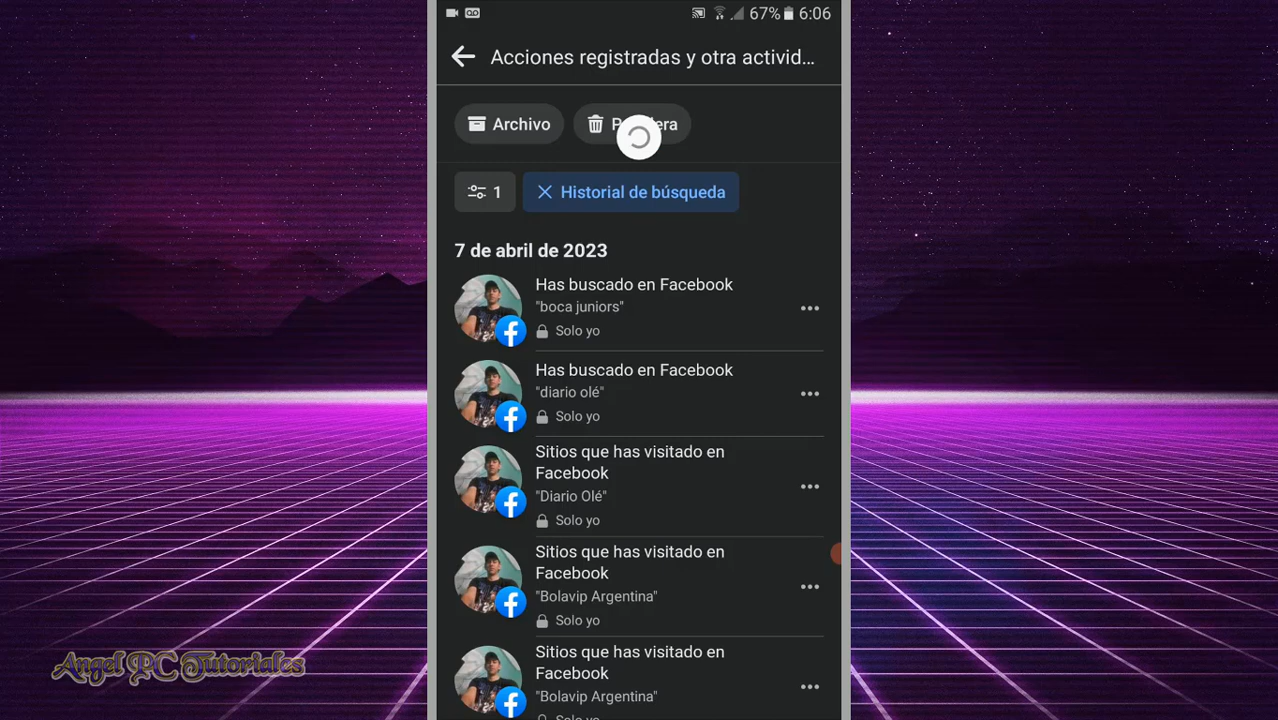 67% 6:06
Acciones registradas y otra activid...
Archivo
1
Historial de búsqueda
7 de abril de 2023
Has buscado en Facebook
"boca juniors"
Solo yo
Has buscado en Facebook
"diario olé"
Solo yo
Sitios que has visitado en
Facebook
"Diario Olé"
Solo yo
Sitios que has visitado en
Facebook
"Bolavip Argentina"
Solo yo
Sitios que has visitado en
Facebook
"Bolavip Argentina"
Angel PC Tutoriales